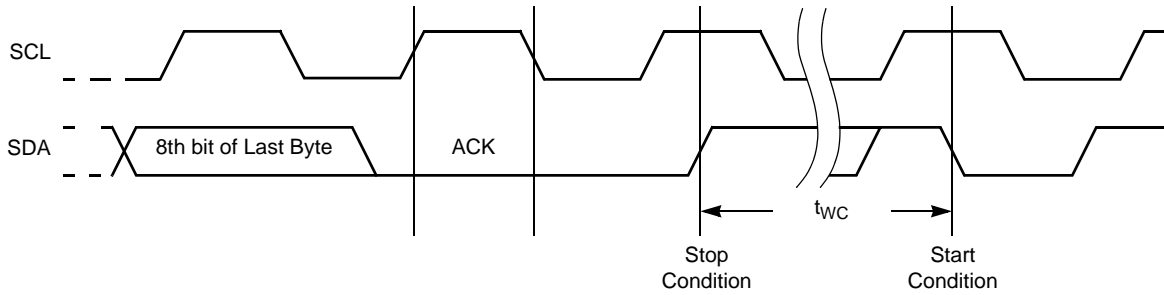 SCL
SDA
8th bit of Last Byte
ACK
tWC
Stop
Condition
Start
Condition